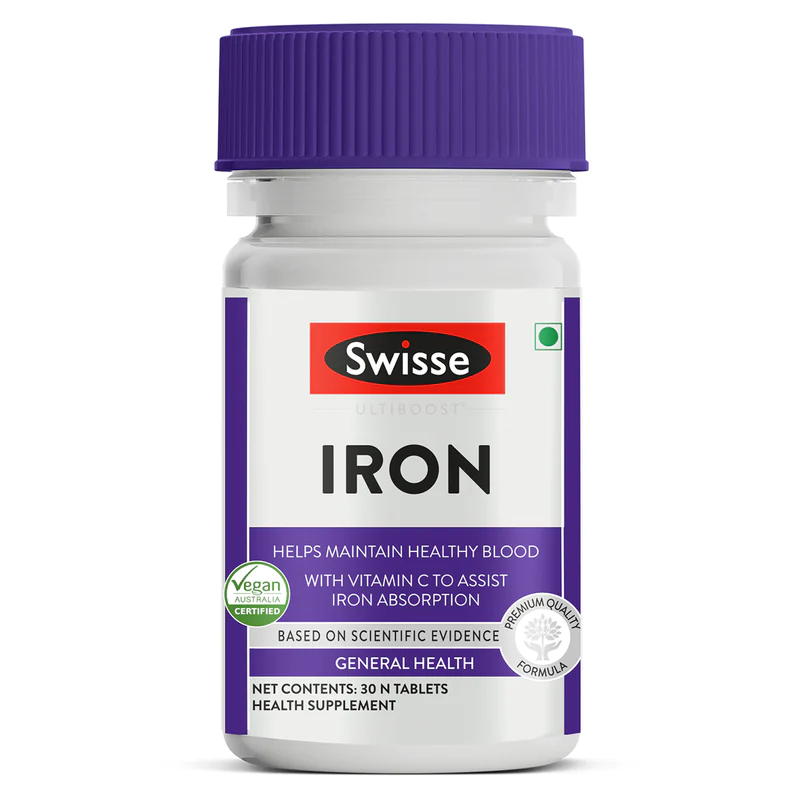 Swisse
ULTIBOOST®
IRON
HELPS MAINTAIN HEALTHY BLOOD
WITH VITAMIN C TO ASSIST
IRON ABSORPTION
Vegan
AUSTRALIA
CERTIFIED
PREMIUM QUALITY
FORMULA
BASED ON SCIENTIFIC EVIDENCE
GENERAL HEALTH
NET CONTENTS: 30 N TABLETS
HEALTH SUPPLEMENT